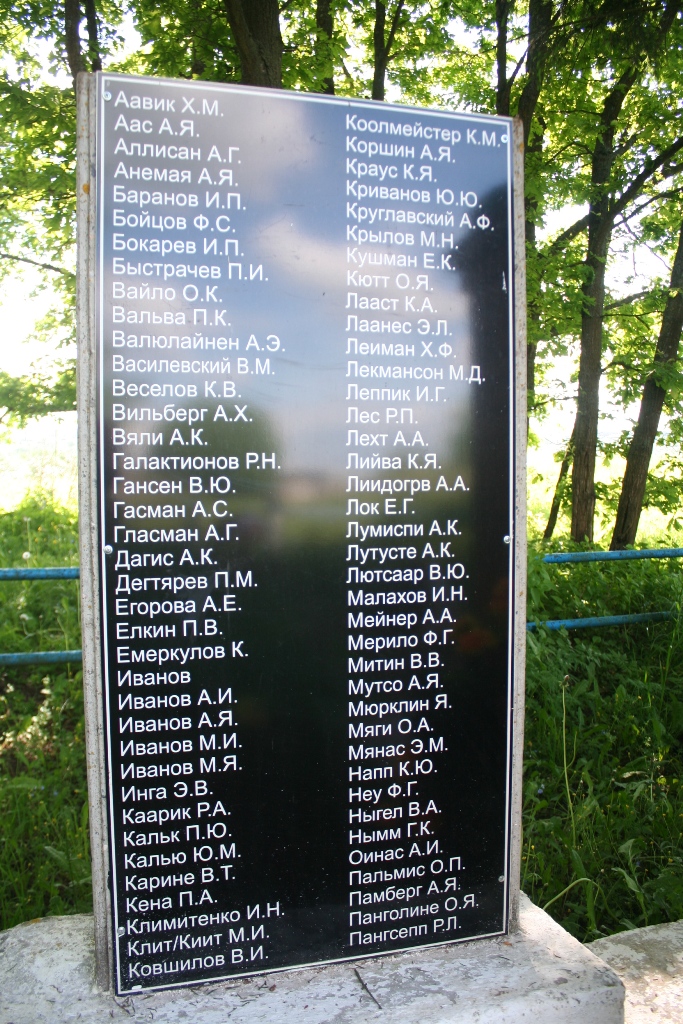 Аавик Х.М.
Аас А.Я.
Аллисан А.Г.
Анемая А.Я.
Баранов И.П.
Бойцов Ф.С.
Бокарев И.П.
Быстрачев П.И.
Вайло О.К.
Вальва П.К.
Валюлайнен А.Э.
Василевский В.М.
Веселов К.В.
Вильберг А.Х.
Вяли А.К.
Галактионов Р.Н.
Гансен В.Ю.
Гасман А.С.
Гласман А.Г.
Дагис А.К.
Дегтярев П.М.
Егорова А.Е.
Елкин П.В.
Емеркулов К.
Иванов
Иванов А.И.
Иванов А.Я.
Иванов М.И.
Иванов М.Я.
Инга Э.В.
Каарик Р.А.
Кальк П.Ю.
Калью Ю.М.
Карине В.Т.
Кена П.А.
Климитенко И.Н.
Клит/Киит М.И.
Ковшилов В.И.
Коолмейстер К.М.
Коршин А.Я.
Краус К.Я.
Криванов Ю.Ю.
Круглавский А.Ф.
Крылов М.Н.
Кушман Е.К.
Кютт О.Я.
Лааст К.А.
Лаанес Э.Л.
Леиман Х.Ф.
Лекмансон М.Д.
Леппик И.Г.
Лес Р.П.
Лехт А.А.
Лийва К.Я.
Лиидогрв А.А.
Лок Е.Г.
Лумиспи А.К.
Лутусте А.К.
Лютсаар В.Ю.
Малахов И.Н.
Мейнер А.А.
Мерило Ф.Г.
Митин В.В.
Мутсо А.Я.
Мюрклин Я.
Мяги О.А.
Мянас Э.М.
Напп К.Ю.
Неу Ф.Г.
Ныгел В.А.
Нымм Г.К.
Оинас А.И.
Пальмис О.П.
Памберг А.Я.
Панголине О.Я.
Пангсепп Р.Л.